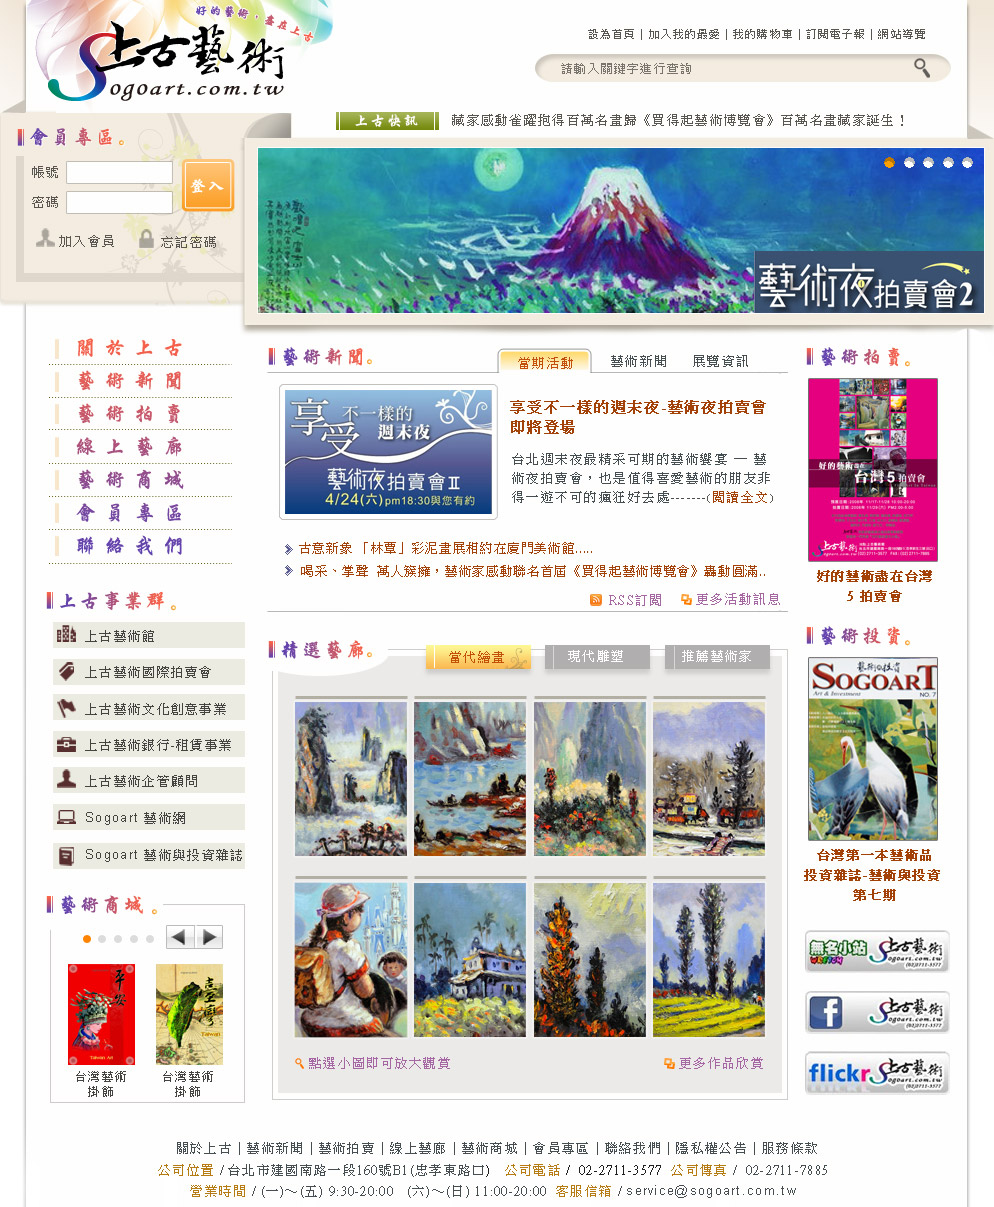 好的藝術，盡在上古
上古藝術
Sogoart.com.tw
設為首頁 | 加入我的最愛 | 我的購物車 | 訂閱電子報 | 網站導覽
請輸入關鍵字進行查詢
上古快訊
藏家感動雀躍抱得百萬名畫歸《買得起藝術博覽會》百萬名畫藏家誕生！
會員專區。
帳號
密碼
登入
加入會員
忘記密碼
藝術夜拍賣會2
關於上古
藝術新聞
藝術拍賣
線上藝廊
藝術商城
會員專區
聯絡我們
上古事業群。
上古藝術館
上古藝術國際拍賣會
上古藝術文化創意事業
上古藝術銀行-租賃事業
上古藝術企管顧問
Sogoart 藝術網
Sogoart 藝術與投資雜誌
藝術商城。
平安
Taiwan Art
台灣藝術
掛飾
Taiwan
台灣藝術
掛飾
藝術新聞。
當期活動
藝術新聞
展覽資訊
享受
不一樣的
週末夜
藝術夜拍賣會II
4/24(六)pm18:30與您有約
享受不一樣的週末夜-藝術夜拍賣會
即將登場
台北週末夜最精采可期的藝術饗宴 — 藝
術夜拍賣會，也是值得喜愛藝術的朋友非
得一遊不可的瘋狂好去處-------(閱讀全文)
古意新象 「林覃」彩泥畫展相約在廈門美術館.....
喝采、掌聲 萬人簇擁，藝術家感動聯名首屆《買得起藝術博覽會》轟動圓滿..
RSS訂閱
更多活動訊息
精選藝廊。
當代繪畫
現代雕塑
推薦藝術家
點選小圖即可放大觀賞
更多作品欣賞
藝術拍賣。
好的藝術盡在
台灣5拍賣會
上古藝術
好的藝術盡在台灣
5 拍賣會
藝術投資。
藝術與投資
SOGOART
Art & Investment
NO. 7
台灣第一本藝術品
投資雜誌-藝術與投資
第七期
無名小站
WRETCH
上古藝術
Sogoart.com.tw
(02)2711-3577
上古藝術
Sogoart.com.tw
(02)2711-3577
flickr
上古藝術
Sogoart.com.tw
(02)2711-3577
關於上古 | 藝術新聞 | 藝術拍賣 | 線上藝廊 | 藝術商城 | 會員專區 | 聯絡我們 | 隱私權公告 | 服務條款
公司位置 / 台北市建國南路一段160號B1(忠孝東路口) 公司電話 / 02-2711-3577 公司傳真 / 02-2711-7885
營業時間 / (一)～(五) 9:30-20:00 (六)～(日) 11:00-20:00 客服信箱 / service@sogoart.com.tw